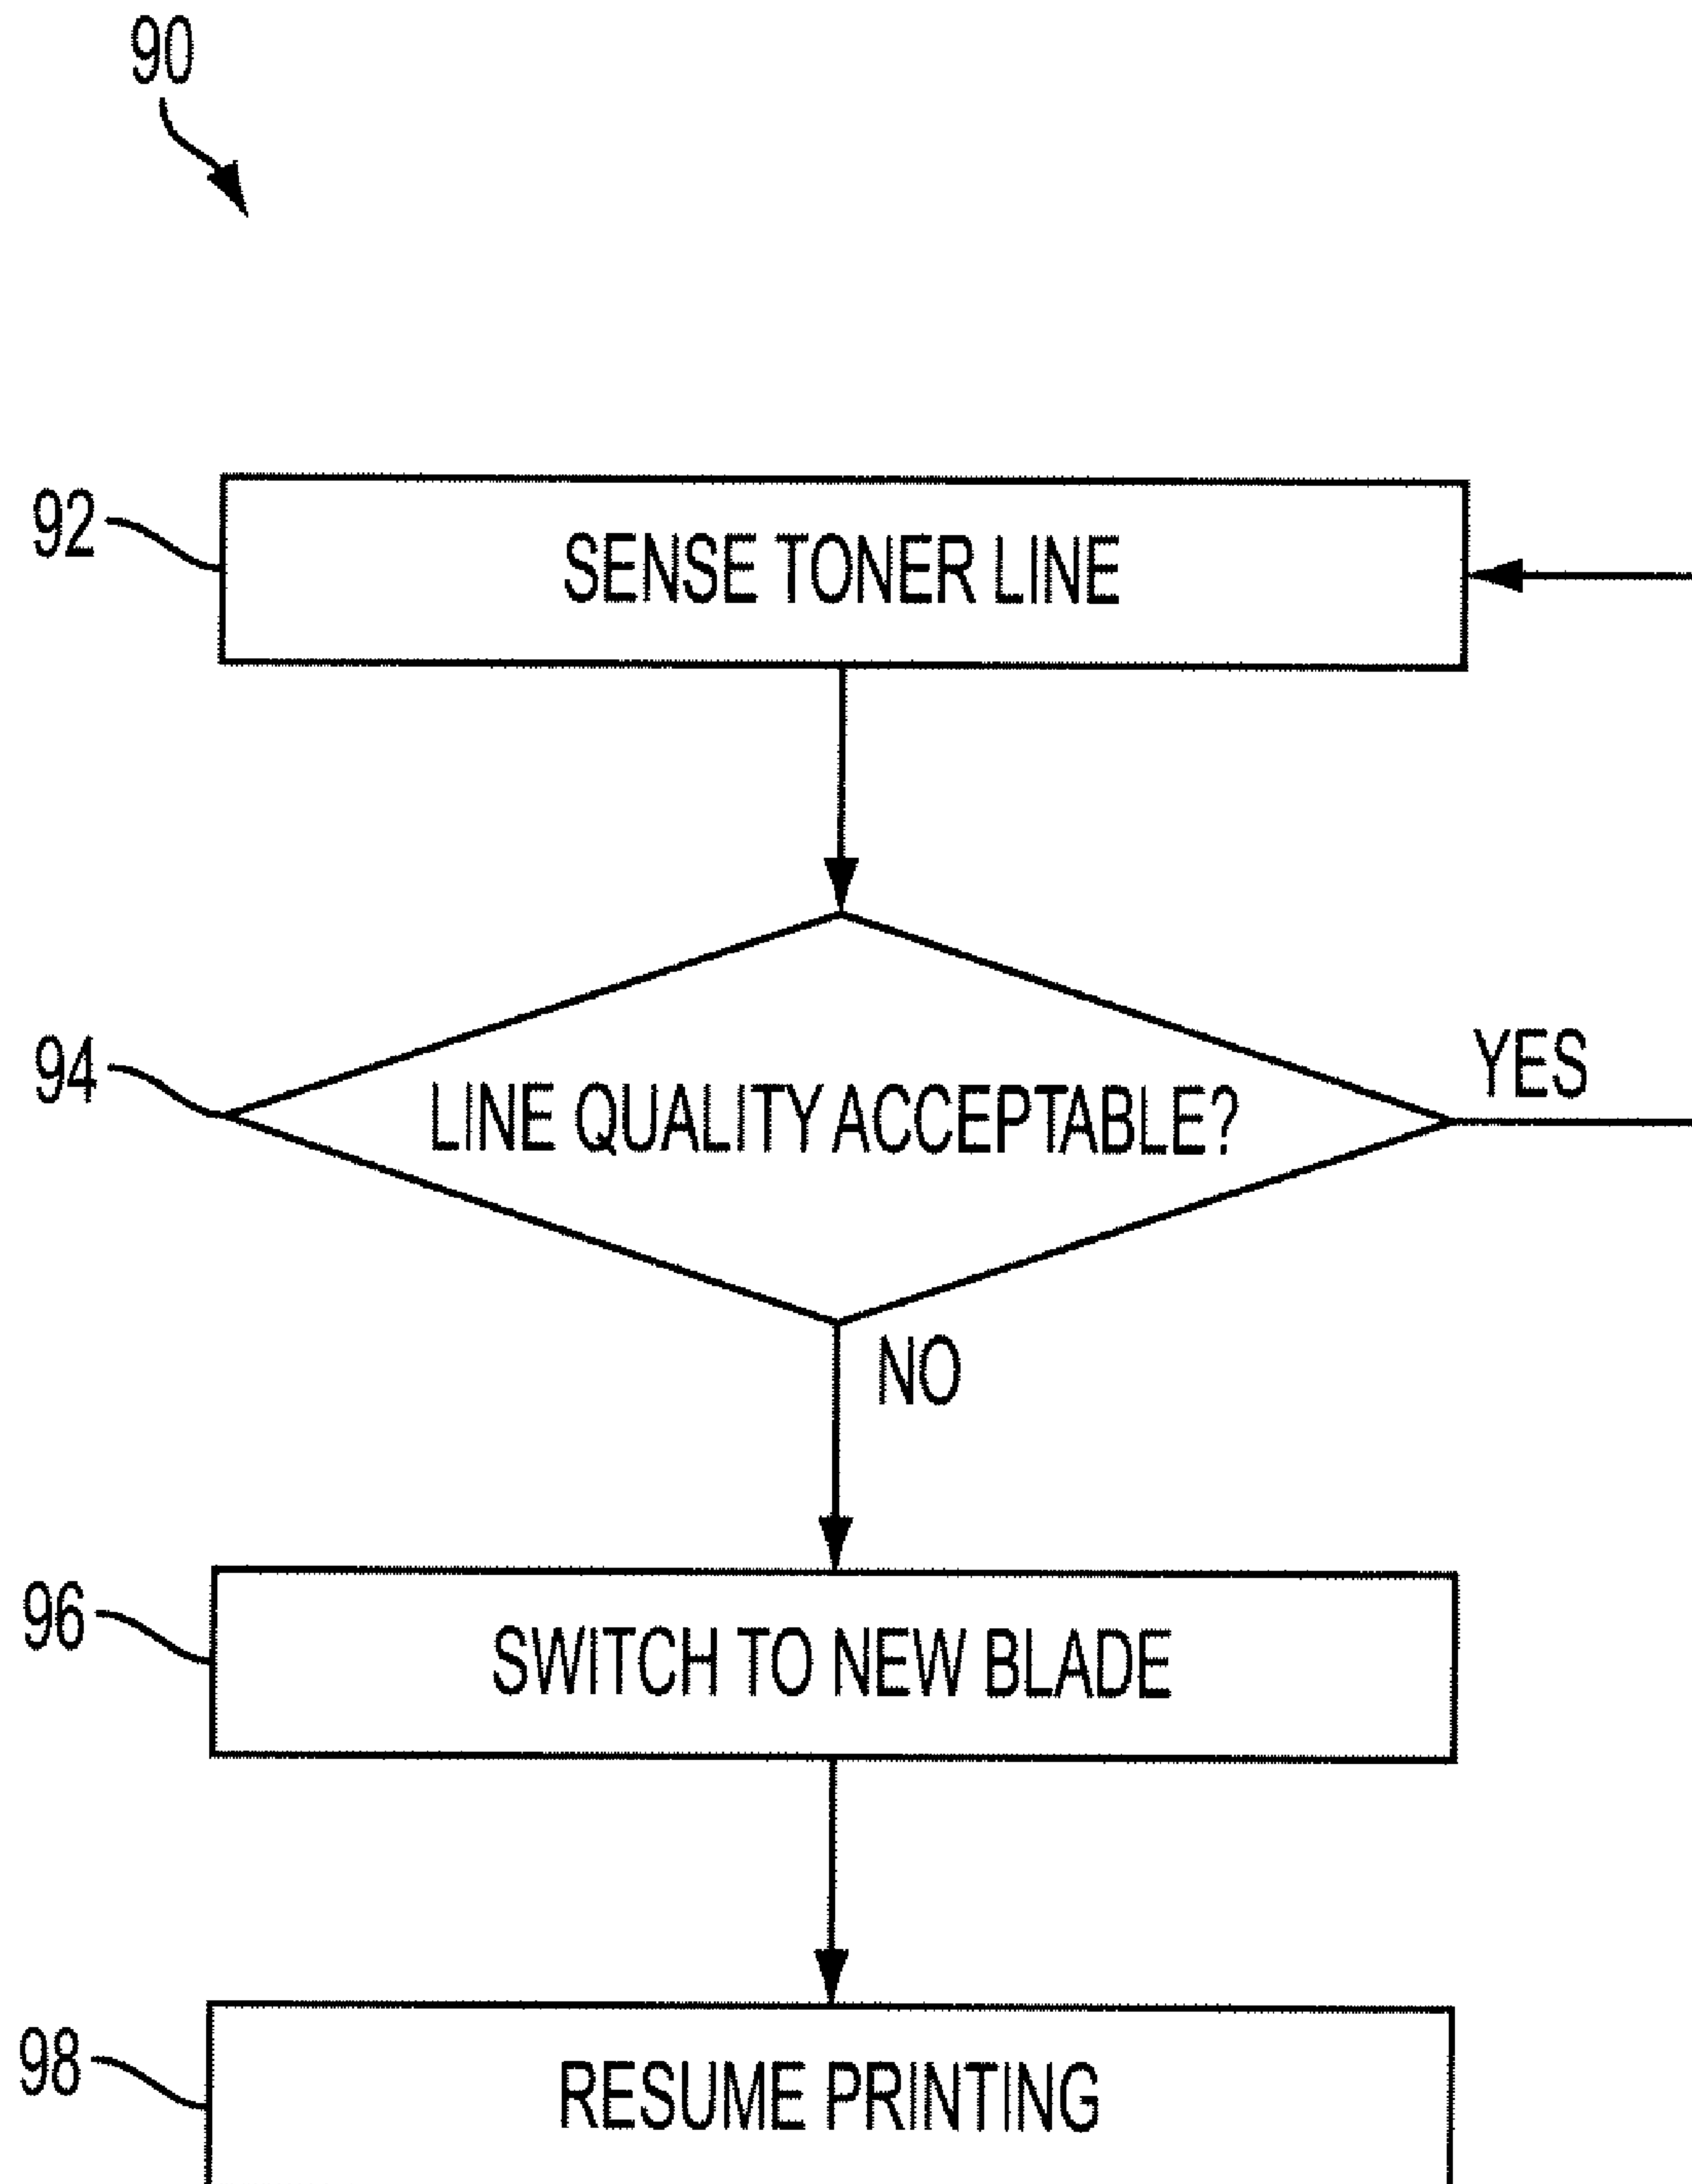 90
92
SENSE TONER LINE
94
LINE QUALITY ACCEPTABLE?
YES
NO
96
SWITCH TO NEW BLADE
98
RESUME PRINTING